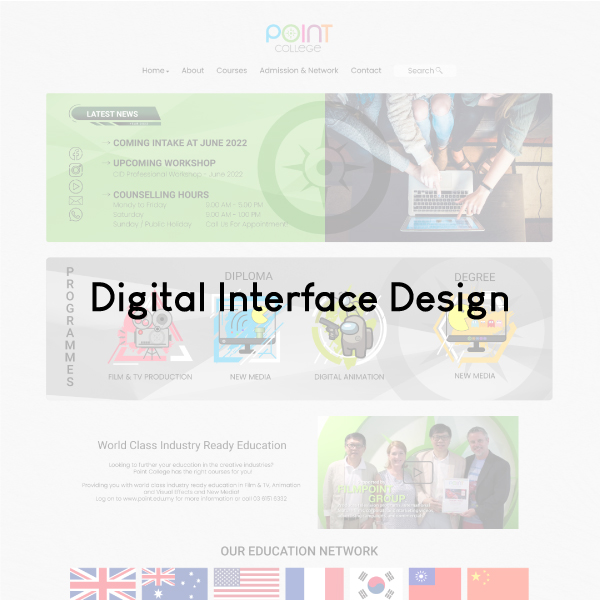 POINT
COLLEGE
Home About Courses Admission & Network Contact Search
LATEST NEWS
COMING INTAKE AT JUNE 2022
UPCOMING WORKSHOP
June 2022
COUNSELLING HOURS
Monday to Friday 9:00 AM - 5:00 PM
Saturday 9:00 AM - 1:00 PM
Sunday / Public Holiday Call Us For Appointment!
PROGRAMMES
DIPLOMA
DEGREE
Digital Interface Design
FILM & TV PRODUCTION
NEW MEDIA
DIGITAL ANIMATION
NEW MEDIA
World Class Industry Ready Education
Looking to further your education in the creative industries?
Point College has the right courses for you!
Providing you with world class industry ready education in Film & TV, Animation
and Visual Effects and New Media!
Log on to www.point.edu.my for more information or call 03 6151 6952
FILMPOINT
GROUP
OUR EDUCATION NETWORK